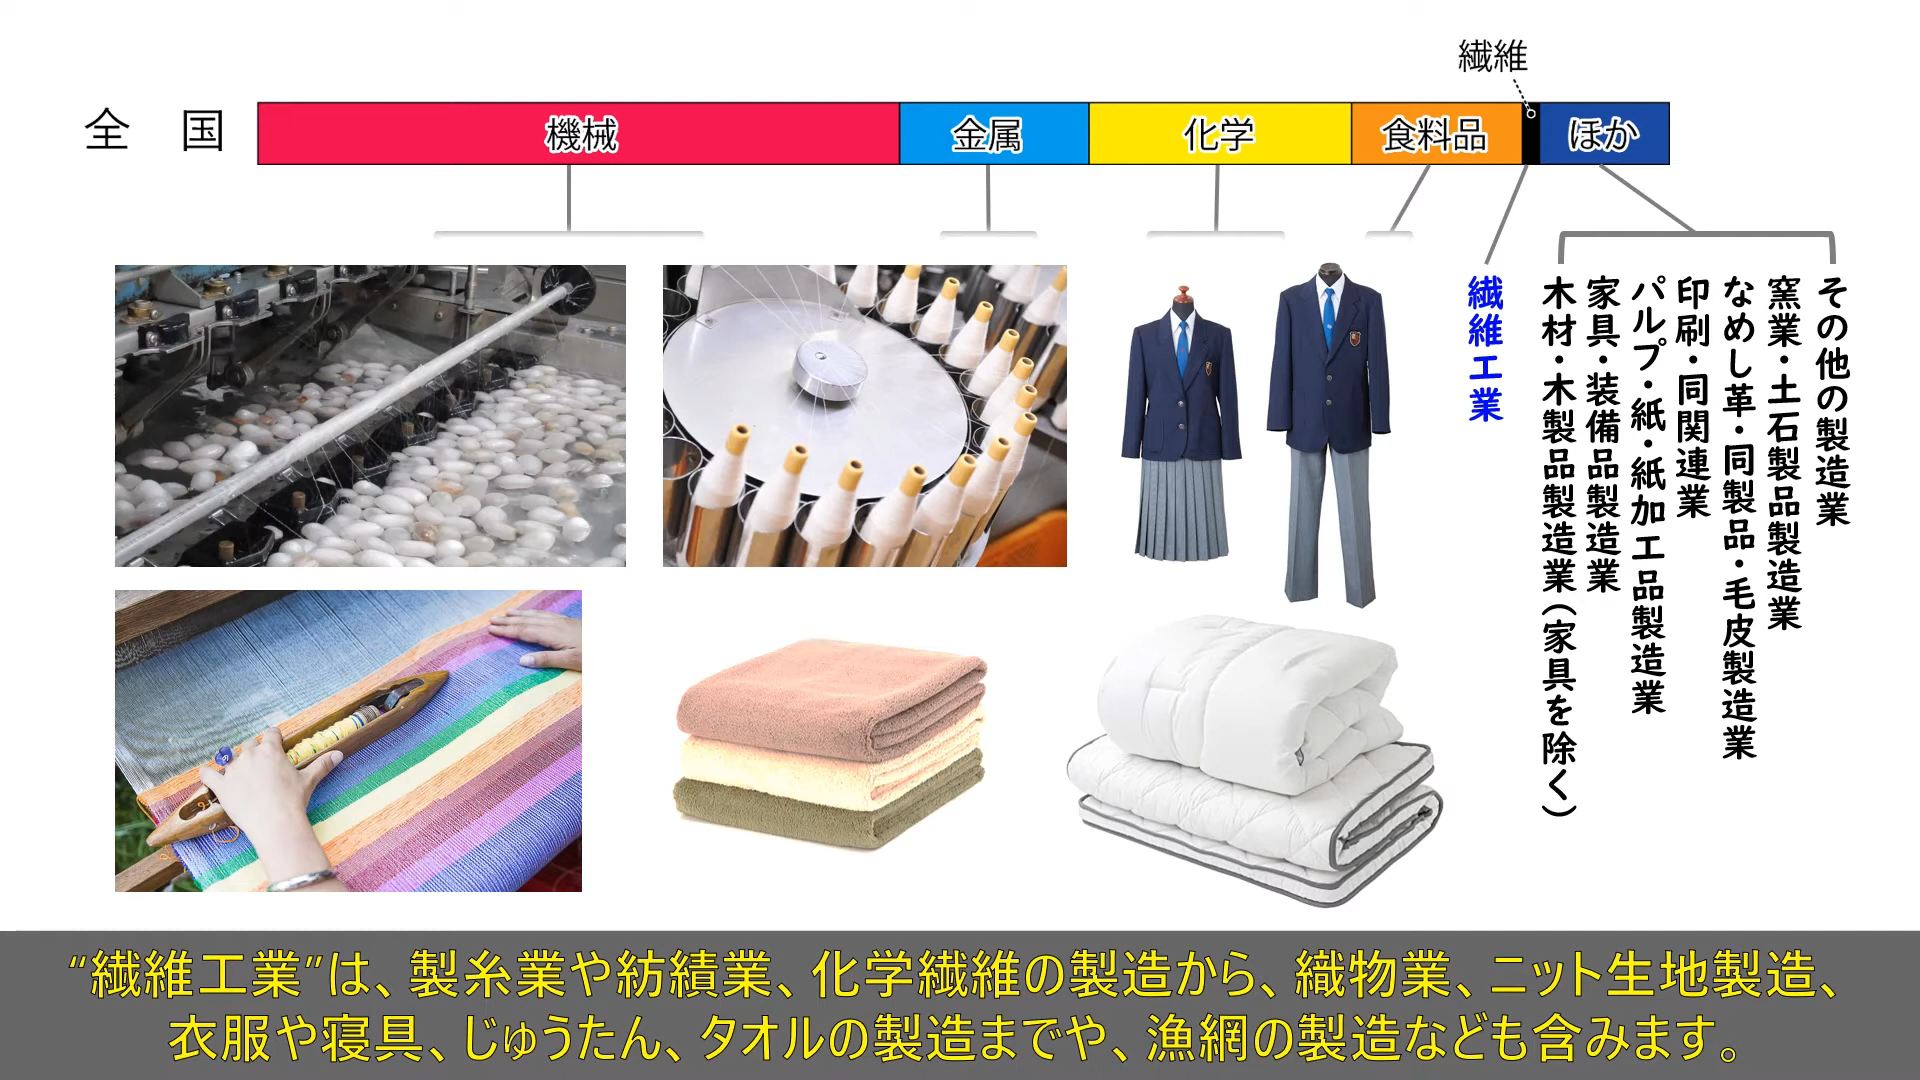 繊維
全国
機械
金属
化学
食料品
ほか
繊維工業
その他の製造業
窯業・土石製品製造業
なめし革・同製品・毛皮製造業
印刷・同関連業
パルプ・紙・紙加工品製造業
家具・装備品製造業
木材・木製品製造業(家具を除く)
“繊維工業”は、製糸業や紡績業、化学繊維の製造から、織物業、ニット生地製造、
衣服や寝具、じゅうたん、タオルの製造までや、漁網の製造なども含みます。